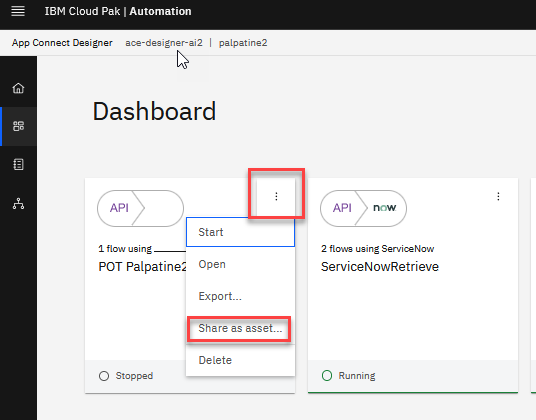 IBM Cloud Pak | Automation
App Connect Designer ace-designer-ai2 | palpatine2
Dashboard
API
1 flow using
POT Palpatine2
Stopped
Start
Open
Export...
Share as asset...
Delete
API now
2 flows using ServiceNow
ServiceNowRetrieve
Running